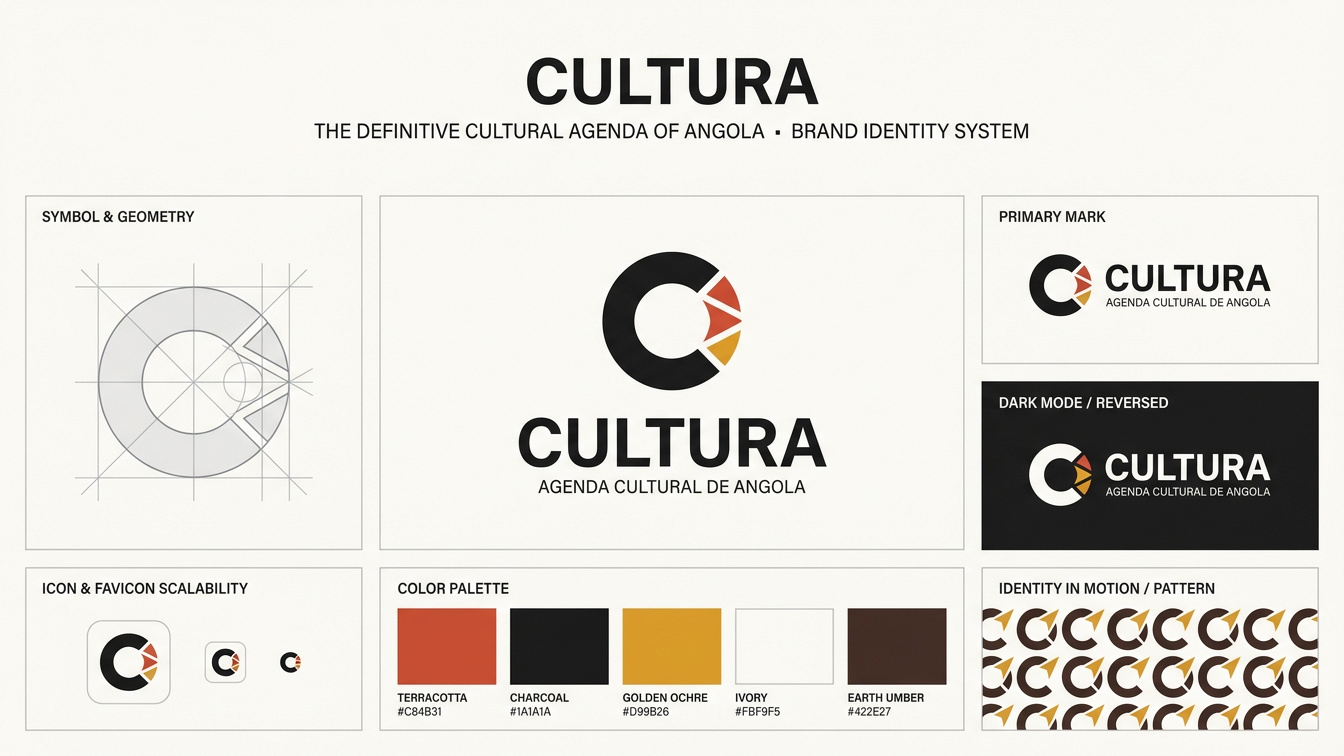 CULTURA
THE DEFINITIVE CULTURAL AGENDA OF ANGOLA ▪ BRAND IDENTITY SYSTEM
SYMBOL & GEOMETRY
CULTURA
AGENDA CULTURAL DE ANGOLA
PRIMARY MARK
CULTURA
AGENDA CULTURAL DE ANGOLA
DARK MODE / REVERSED
CULTURA
AGENDA CULTURAL DE ANGOLA
ICON & FAVICON SCALABILITY
COLOR PALETTE
TERRACOTTA
#C84B31
CHARCOAL
#1A1A1A
GOLDEN OCHRE
#D99B26
IVORY
#FBF9F5
EARTH UMBER
#422E27
IDENTITY IN MOTION / PATTERN